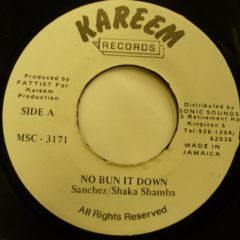 KAREEM
RECORDS
Produced by
FATTIST For
Kareem
Production
Distributed by
SONIC SOUNDS
5 Retirement Rd
Kingston 5
Tel:926-1204/
62036
SIDE A
MSC - 3171
MADE IN
JAMAICA
NO BUN IT DOWN
Sanchez/Shaka Shamba
All Rights Reserved